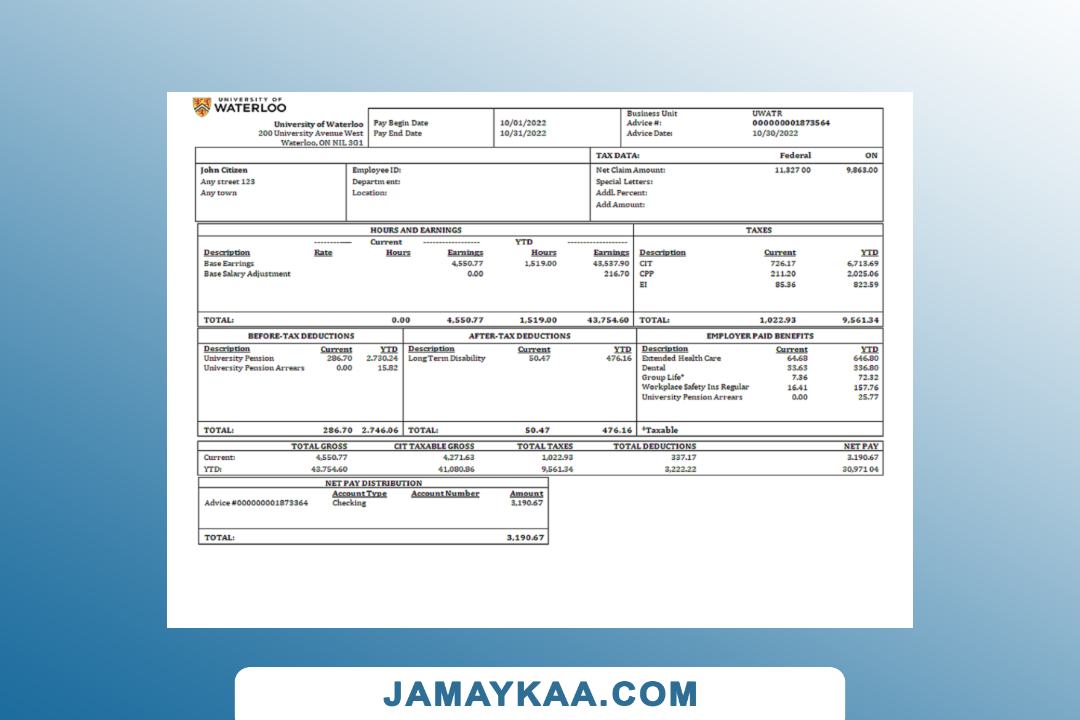 UNIVERSITY OF
WATERLOO
University of Waterloo
200 University Avenue West
Waterloo, ON NIL 3G1
Pay Begin Date 10/01/2022
Pay End Date 10/31/2022
Business Unit UWATR
Advice #: 000000001873564
Advice Date: 10/30/2022
TAX DATA: Federal ON
John Citizen
Any street 123
Any town
Employee ID:
Department:
Location:
Net Claim Amount: 11,327 00 9,863.00
Special Letters:
Addl. Percent:
Add Amount:
HOURS AND EARNINGS
Current YTD
Description Rate Hours Earnings Hours Earnings
Base Earrings 4,550.77 1,519.00 43,537.90
Base Salary Adjustment 0.00 216.70
TOTAL: 0.00 4,550.77 1,519.00 43,754.60
TAXES
Description Current YTD
CIT 726.17 6,713.69
CPP 211.20 2,025.06
EI 85.36 822.59
TOTAL: 1,022.93 9,561.34
BEFORE-TAX DEDUCTIONS
Description Current YTD
University Pension 286.70 2.730.24
University Pension Arrears 0.00 15.82
TOTAL: 286.70 2.746.06
AFTER-TAX DEDUCTIONS
Description Current YTD
Long Term Disability 50.47 476.16
TOTAL: 50.47 476.16
EMPLOYER PAID BENEFITS
Description Current YTD
Extended Health Care 64.68 646.80
Dental 33.63 336.80
Group Life* 7.36 72.32
Workplace Safety Ins Regular 16.41 157.76
University Pension Arrears 0.00 25.77
*Taxable
TOTAL GROSS CIT TAXABLE GROSS TOTAL TAXES TOTAL DEDUCTIONS NET PAY
Current: 4,550.77 4,271.63 1,022.93 337.17 3.190.67
YTD: 43.754.60 41,080.86 9,561.34 3,222.22 30,971 04
NET PAY DISTRIBUTION
Account Type Account Number Amount
Advice #000000001873364 Checking 3,190.67
TOTAL: 3,190.67
JAMAYKAA.COM